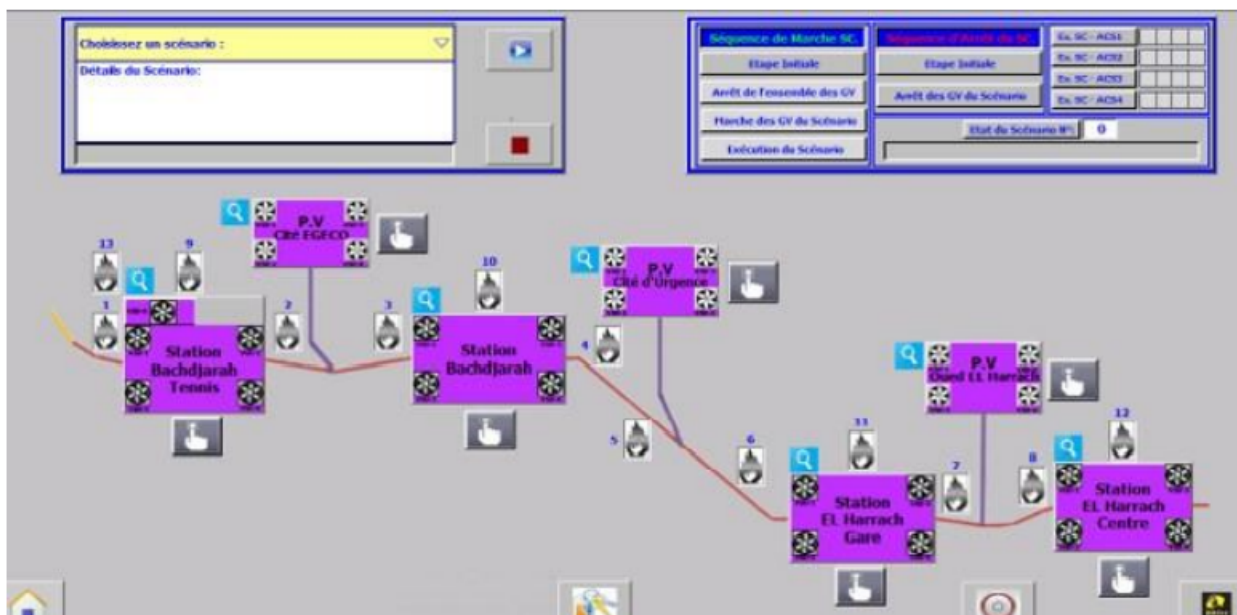 Choisissez un scénario :
Détails du Scénario:
Séquence de Marche SC.
Etape Initiale
Arrêt de l'ensemble des GV
Marche des GV du Scénario
Exécution du Scénario
Séquence d'Arrêt du SC.
Etape Initiale
Arrêt des GV du Scénario
Ex. SC - ACS1
Ex. SC - ACS2
Ex. SC - ACS3
Ex. SC - ACS4
Etat du Scénario N°: 0
P.V
Cité EGECO
13
9
10
P.V
Cité d'Urgence
1
2
3
4
Station
Bachdjarah
Tennis
Station
Bachdjarah
P.V
Oued EL Harrach
5
6
11
7
8
12
Station
EL Harrach
Gare
Station
EL Harrach
Centre